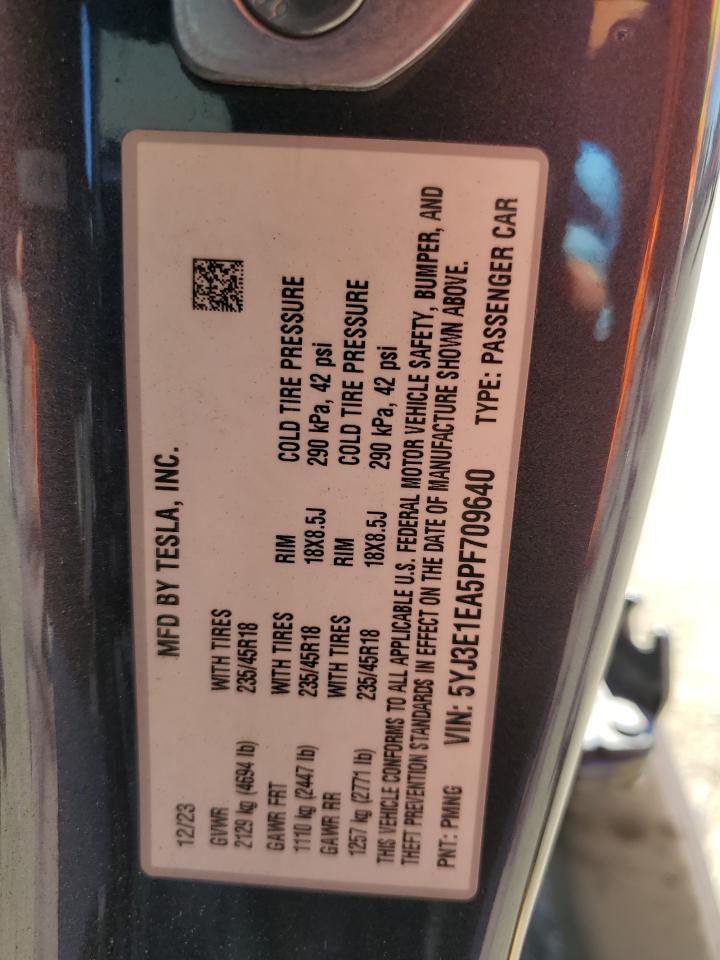 MFD BY TESLA, INC.
12/23
GVWR WITH TIRES
2129 kg (4694 lb) 235/45R18
GAWR FRT WITH TIRES RIM COLD TIRE PRESSURE
1110 kg (2447 lb) 235/45R18 18X8.5J 290 kPa, 42 psi
GAWR RR WITH TIRES RIM COLD TIRE PRESSURE
1257 kg (2771 lb) 235/45R18 18X8.5J 290 kPa, 42 psi
THIS VEHICLE CONFORMS TO ALL APPLICABLE U.S. FEDERAL MOTOR VEHICLE SAFETY, BUMPER, AND
THEFT PREVENTION STANDARDS IN EFFECT ON THE DATE OF MANUFACTURE SHOWN ABOVE.
PNT: PMNG VIN: 5YJ3E1EA5PF709640 TYPE: PASSENGER CAR